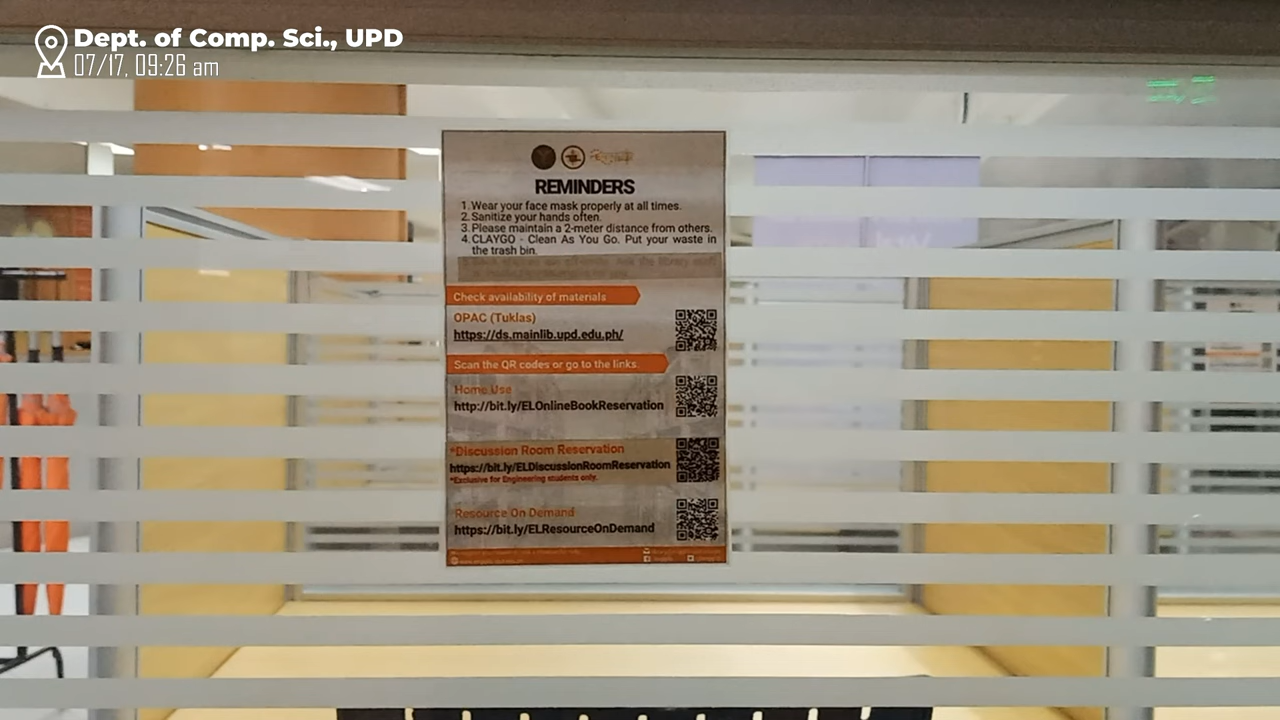 Dept. of Comp. Sci., UPD
07/17, 09:26 am
REMINDERS
1. Wear your face mask properly at all times.
2. Sanitize your hands often.
3. Please maintain a 2-meter distance from others.
4. CLAYGO - Clean As You Go. Put your waste in
the trash bin.
Check availability of materials
OPAC (Tuklas)
https://ds.mainlib.upd.edu.ph/
Scan the QR codes or go to the links.
Home Use
http://bit.ly/ELOnlineBookReservation
*Discussion Room Reservation
https://bit.ly/ELDiscussionRoomReservation
*Exclusive for Engineering students only.
Resource On Demand
https://bit.ly/ELResourceOnDemand